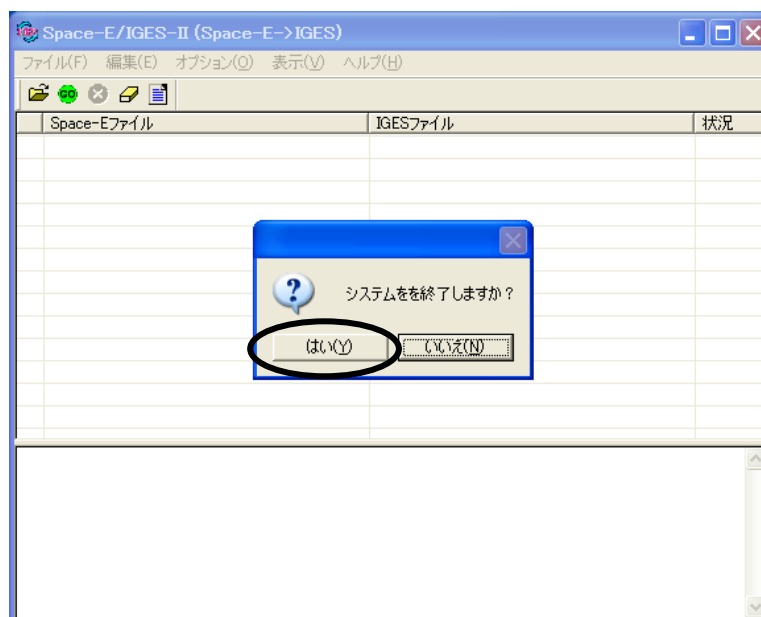 Space-E/IGES-II (Space-E->IGES)
ファイル(F) 編集(E) オプション(O) 表示(V) ヘルプ(H)
GO
Space-Eファイル IGESファイル 状況
システムをを終了しますか？
はい(Y) いいえ(N)